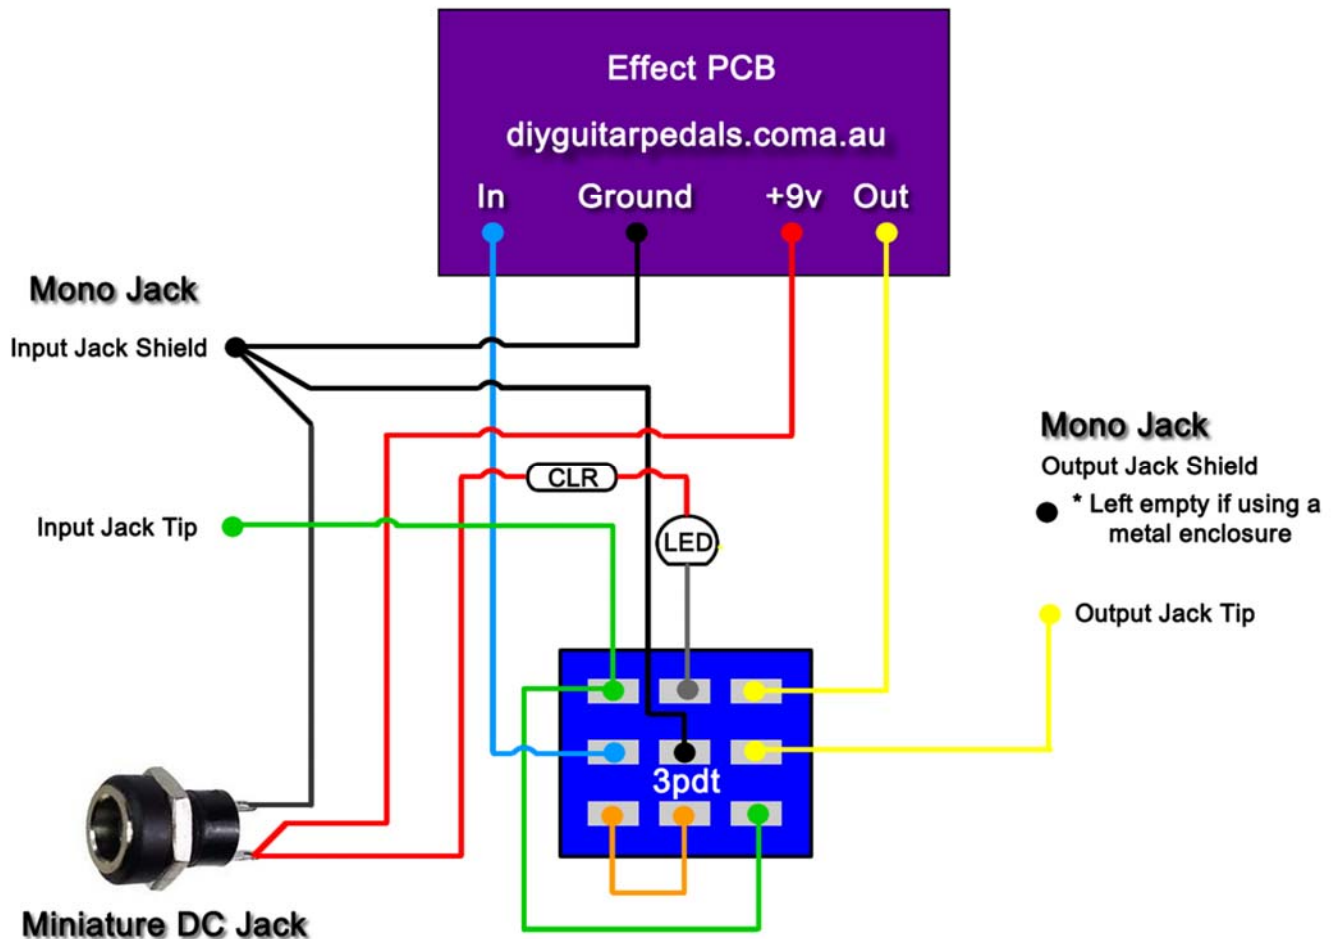 Effect PCB
diyguitarpedals.coma.au
In Ground +9v Out
Mono Jack
Input Jack Shield
CLR
Mono Jack
Output Jack Shield
* Left empty if using a
metal enclosure
Input Jack Tip
LED
Output Jack Tip
3pdt
Miniature DC Jack